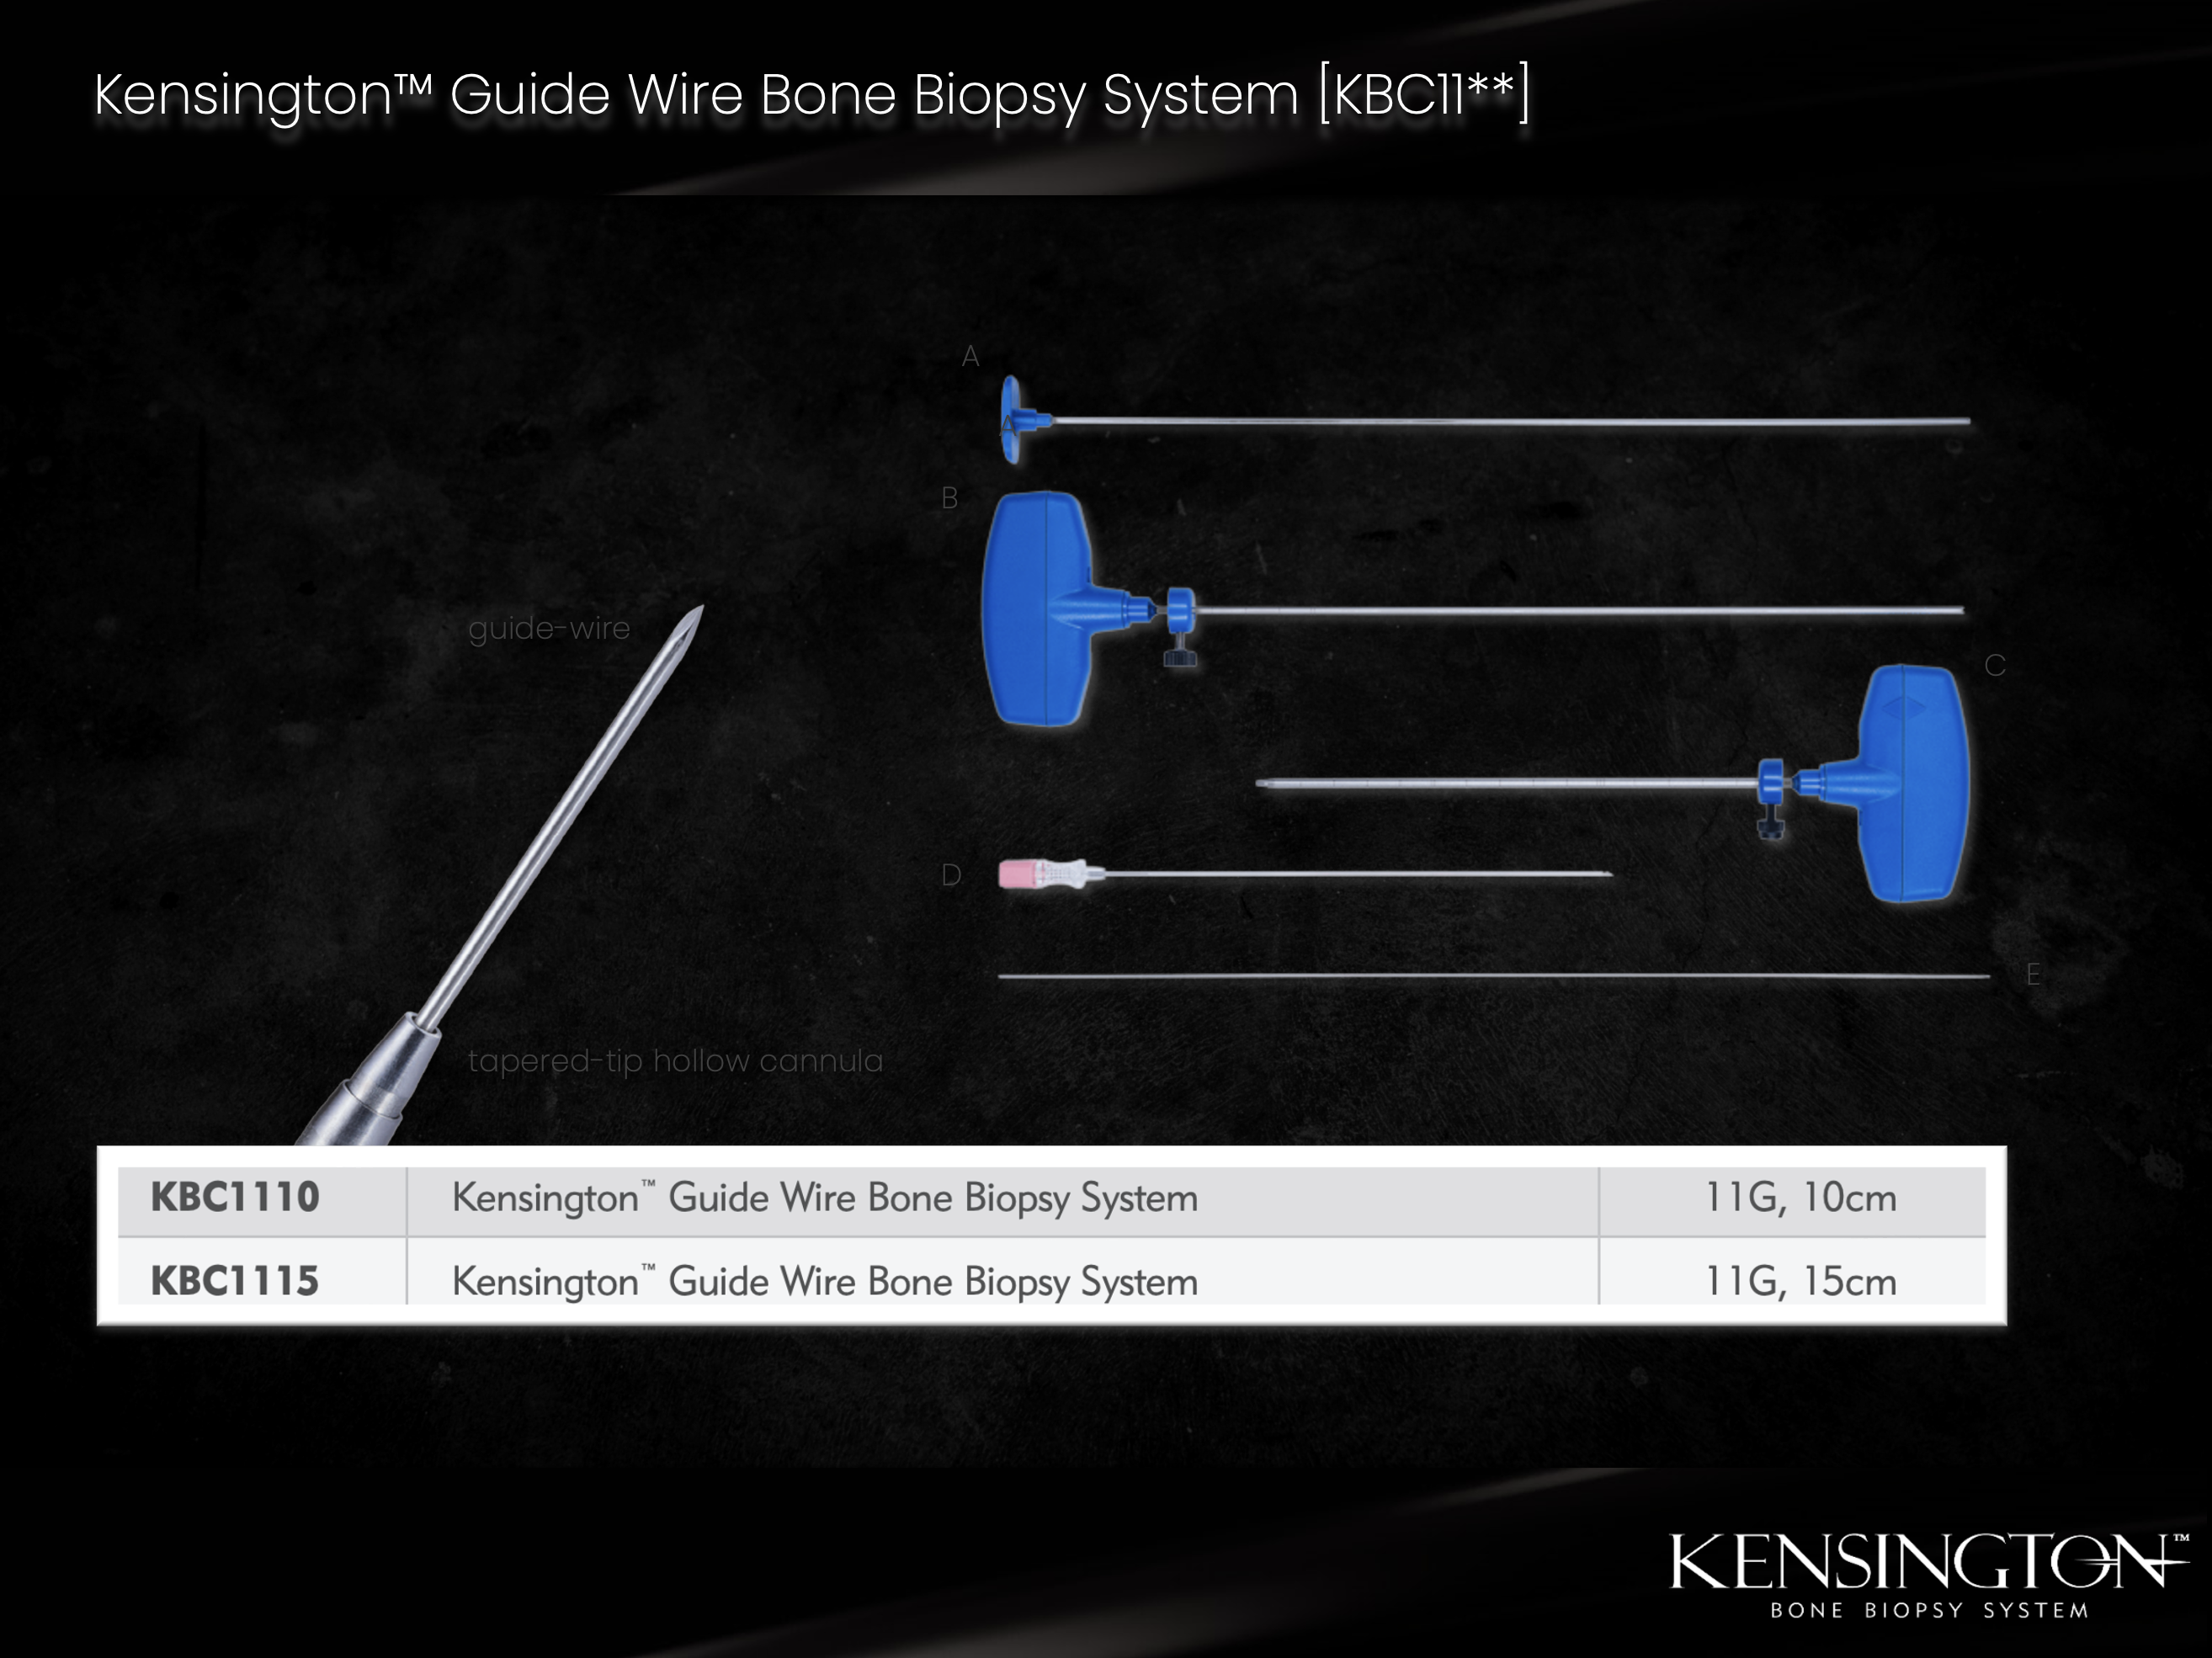 Kensington™ Guide Wire Bone Biopsy System [KBC11**]
A
A
B
guide-wire
C
D
E
tapered-tip hollow cannula
KBC1110 Kensington™ Guide Wire Bone Biopsy System 11G, 10cm
KBC1115 Kensington™ Guide Wire Bone Biopsy System 11G, 15cm
KENSINGTON™
BONE BIOPSY SYSTEM